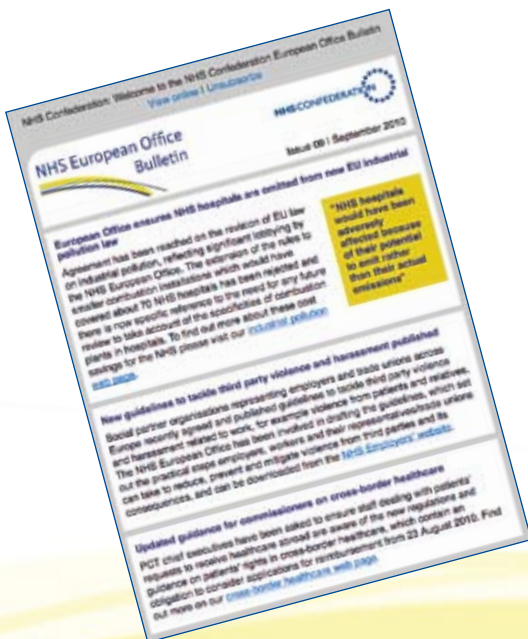 NHS Confederation: Welcome to the NHS Confederation European Office Bulletin
View online | Unsubscribe
NHS European Office
Bulletin
NHS CONFEDERATION
Issue 09 | September 2010
European Office ensures NHS hospitals are omitted from new EU industrial
pollution law
Agreement has been reached on the revision of EU law
on industrial pollution, reflecting significant lobbying by
the NHS European Office. The extension of the rules to
smaller combustion installations which would have
covered about 70 NHS hospitals has been rejected and
there is now specific reference to the need for any future
review to take account of the specificities of combustion
plants in hospitals. To find out more about these cost
savings for the NHS please visit our industrial pollution
web page.
"NHS hospitals
would have been
adversely
affected because
of their potential
to emit rather
than their actual
emissions"
New guidelines to tackle third party violence and harassment published
Social partner organisations representing employers and trade unions across
Europe recently agreed and published guidelines to tackle third party violence
and harassment related to work, for example violence from patients and relatives.
The NHS European Office has been involved in drafting the guidelines, which set
out the practical steps employers, workers and their representatives/trade unions
can take to reduce, prevent and mitigate violence from third parties and its
consequences, and can be downloaded from the NHS Employers' website.
Updated guidance for commissioners on cross-border healthcare
PCT chief executives have been asked to ensure staff dealing with patients'
requests to receive healthcare abroad are aware of the new regulations and
guidance on patients' rights in cross-border healthcare, which contain an
obligation to consider applications for reimbursement from 23 August 2010. Find
out more on our cross-border healthcare web page.